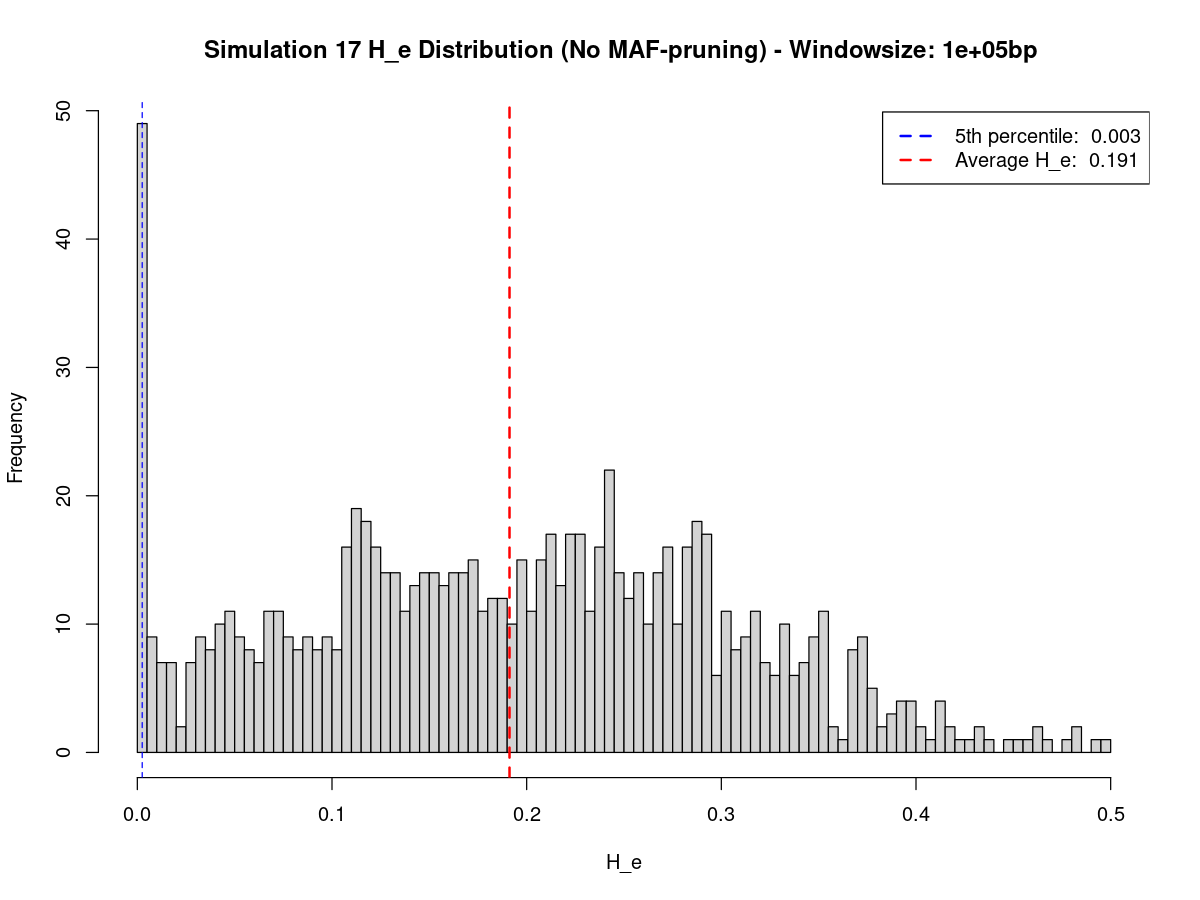 Simulation 17 H_e Distribution (No MAF-pruning) - Windowsize: 1e+05bp
5th percentile: 0.003
Average H_e: 0.191
Frequency
50
40
30
20
10
0
0.0 0.1 0.2 0.3 0.4 0.5
H_e